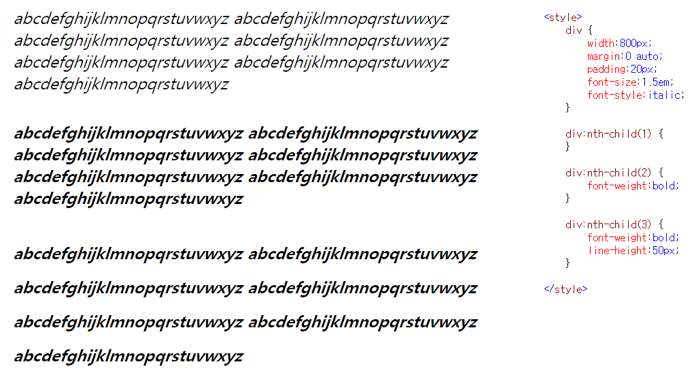 abcdefghijklmnopqrstuvwxyz abcdefghijklmnopqrstuvwxyz
abcdefghijklmnopqrstuvwxyz abcdefghijklmnopqrstuvwxyz
abcdefghijklmnopqrstuvwxyz abcdefghijklmnopqrstuvwxyz
abcdefghijklmnopqrstuvwxyz
abcdefghijklmnopqrstuvwxyz abcdefghijklmnopqrstuvwxyz
abcdefghijklmnopqrstuvwxyz abcdefghijklmnopqrstuvwxyz
abcdefghijklmnopqrstuvwxyz abcdefghijklmnopqrstuvwxyz
abcdefghijklmnopqrstuvwxyz
abcdefghijklmnopqrstuvwxyz abcdefghijklmnopqrstuvwxyz
abcdefghijklmnopqrstuvwxyz abcdefghijklmnopqrstuvwxyz
abcdefghijklmnopqrstuvwxyz abcdefghijklmnopqrstuvwxyz
abcdefghijklmnopqrstuvwxyz
<style>
div {
width:800px;
margin:0 auto;
padding:20px;
font-size:1.5em;
font-style:italic;
}
div:nth-child(1) {
}
div:nth-child(2) {
font-weight:bold;
}
div:nth-child(3) {
font-weight:bold;
line-height:50px;
}
</style>